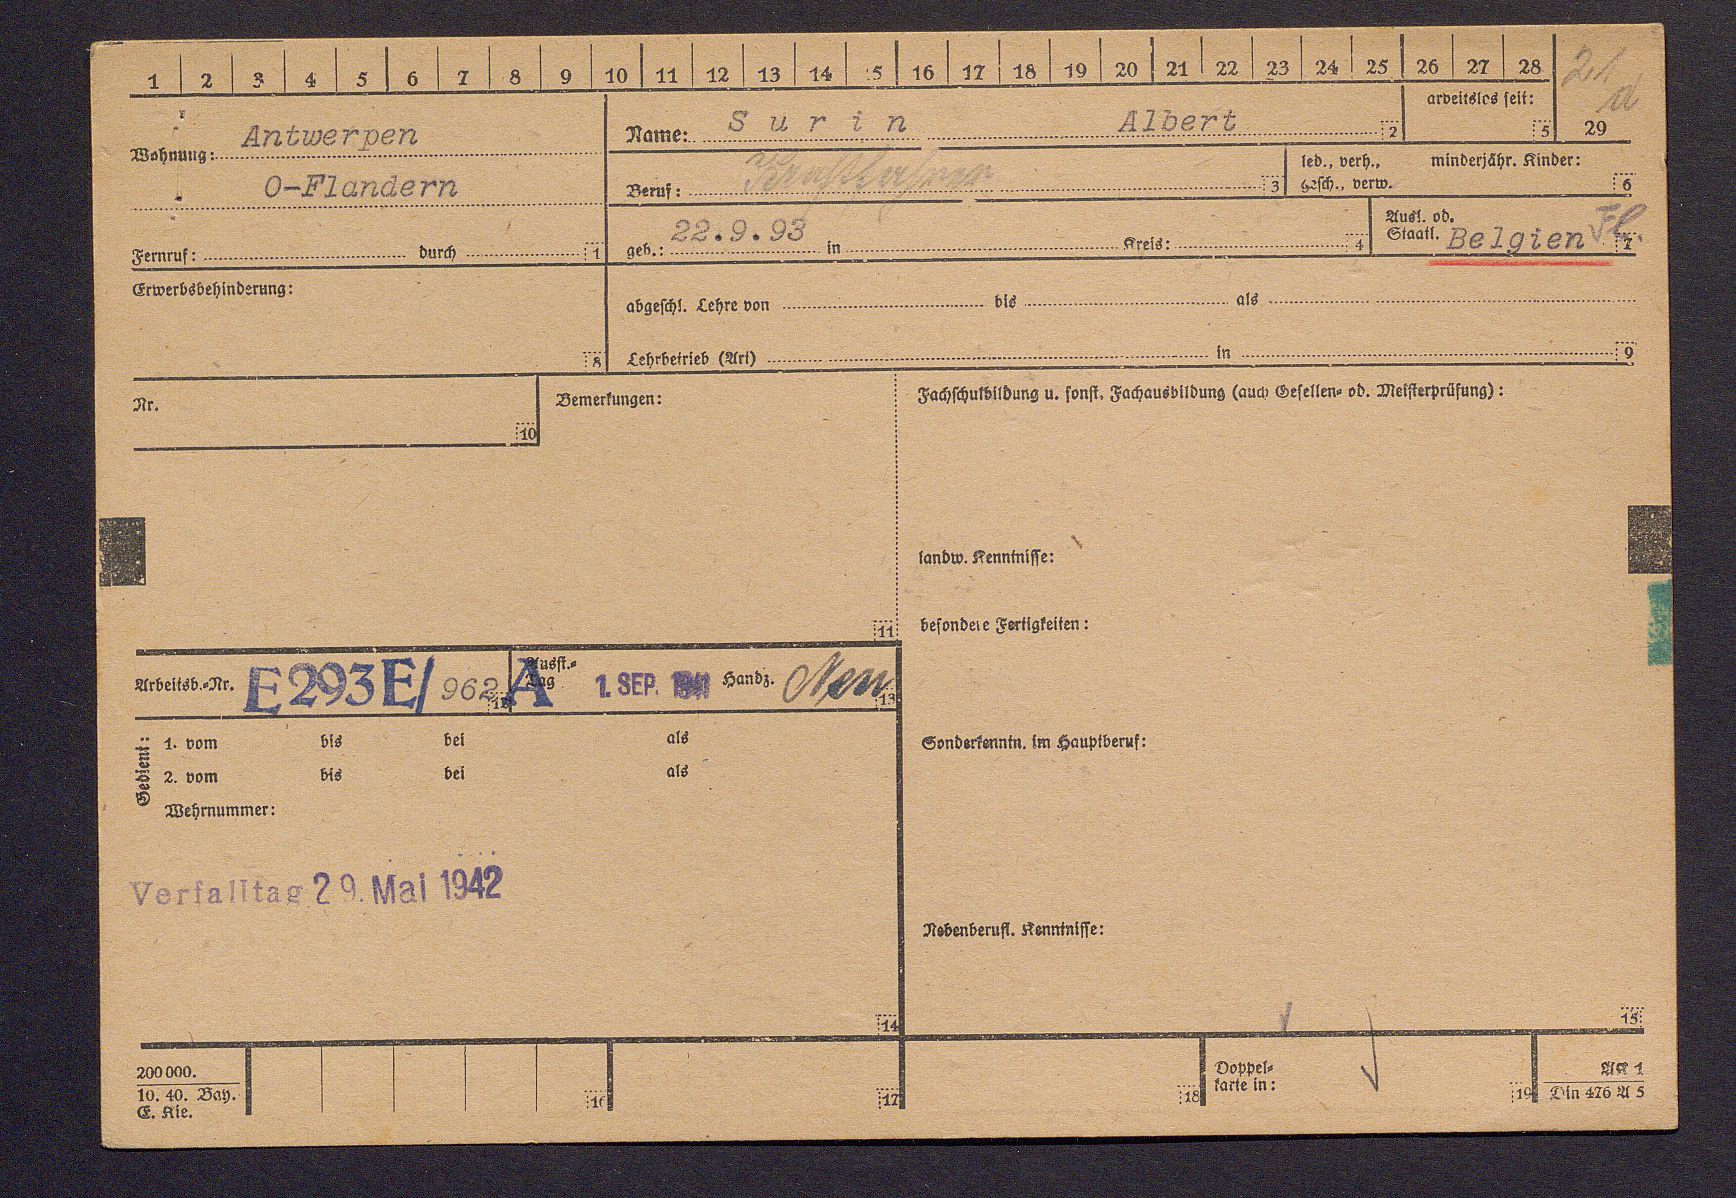 1 2 3 4 5 6 7 8 9 10 11 12 13 14 15 16 17 18 19 20 21 22 23 24 25 26 27 28
29
Wohnung: Antwerpen
O-Flandern
Fernruf: durch 1
Name: Surin Albert 2
arbeitslos seit: 5
Beruf: Kraftfahrer 3
led., verh., minderjähr. Kinder:
gesch., verw. 6
geb.: 22.9.93 in Kreis: 4
Ausl. od.
Staatl. Belgien Fl. 7
Erwerbsbehinderung:
8
abgeschl. Lehre von bis als
Lehrbetrieb (Art) in 9
Nr.
10
Bemerkungen:
11
Fachschulbildung u. sonst. Fachausbildung (auch Gesellen- od. Meisterprüfung):
landw. Kenntnisse:
besondere Fertigkeiten:
Sonderkenntn. im Hauptberuf:
Nebenberufl. Kenntnisse:
15
Arbeitsb.-Nr. E293E/962 12 A
Ausst.-
Tag 1. SEP. 1941 Handz. 13
Gedient:
1. vom bis bei als
2. vom bis bei als
Wehrnummer:
Verfalltag 29. Mai 1942
14
200 000.
10. 40. Bay.
E. Kie.
16 17 18
Doppel-
karte in: 19
AK 1
Din 476 A 5